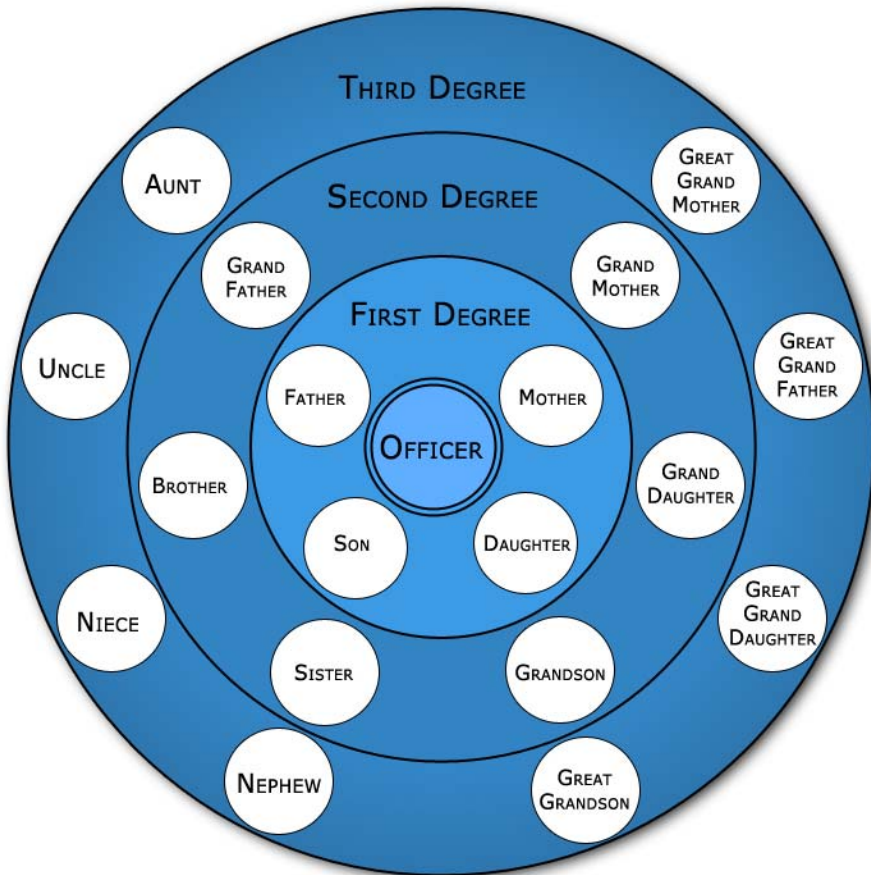 Third Degree
Aunt
Great
Grand
Mother
Second Degree
Grand
Father
Grand
Mother
First Degree
Uncle
Great
Grand
Father
Father
Mother
Officer
Brother
Grand
Daughter
Son
Daughter
Niece
Great
Grand
Daughter
Sister
Grandson
Nephew
Great
Grandson